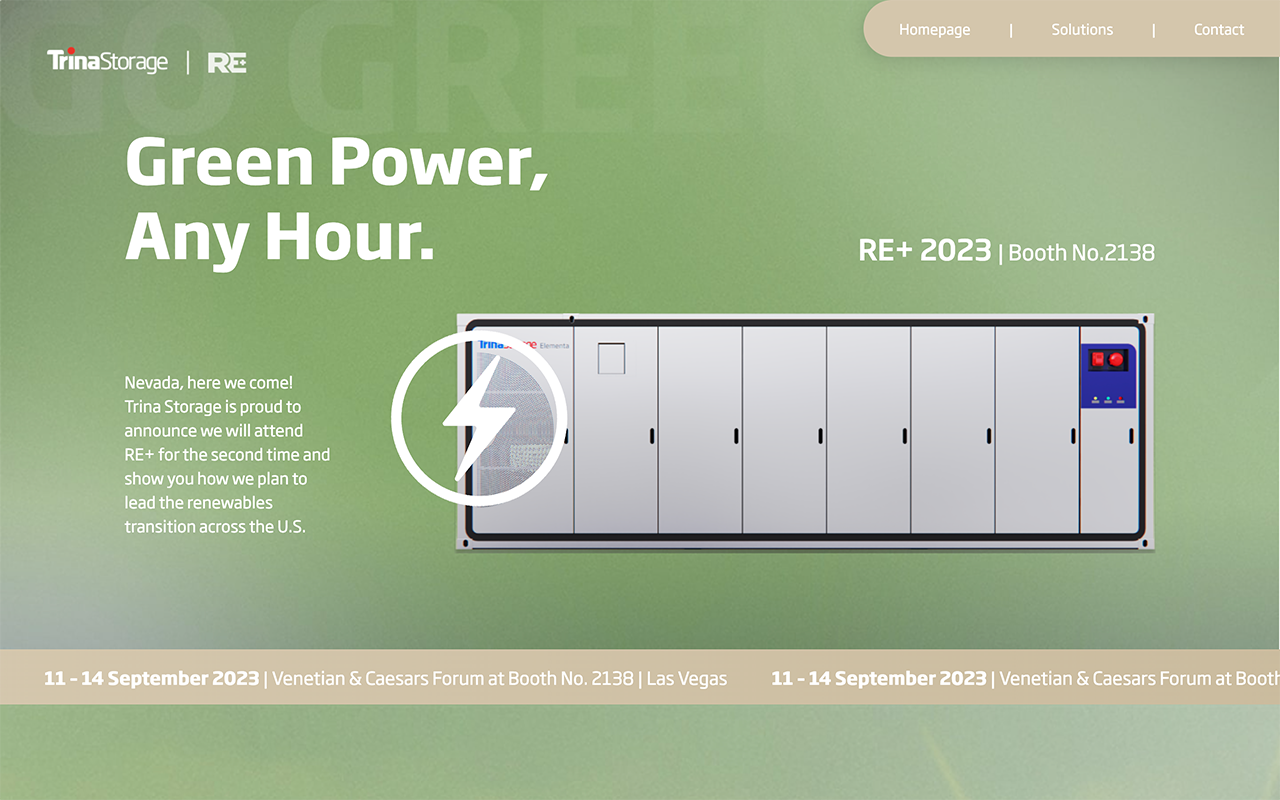 GO GREEN
Homepage | Solutions | Contact
TrinaStorage | RE+
Green Power,
Any Hour.
RE+ 2023 | Booth No.2138
TrinaStorage Elementa
Nevada, here we come!
Trina Storage is proud to
announce we will attend
RE+ for the second time and
show you how we plan to
lead the renewables
transition across the U.S.
11 – 14 September 2023 | Venetian & Caesars Forum at Booth No. 2138 | Las Vegas 11 – 14 September 2023 | Venetian & Caesars Forum at Booth